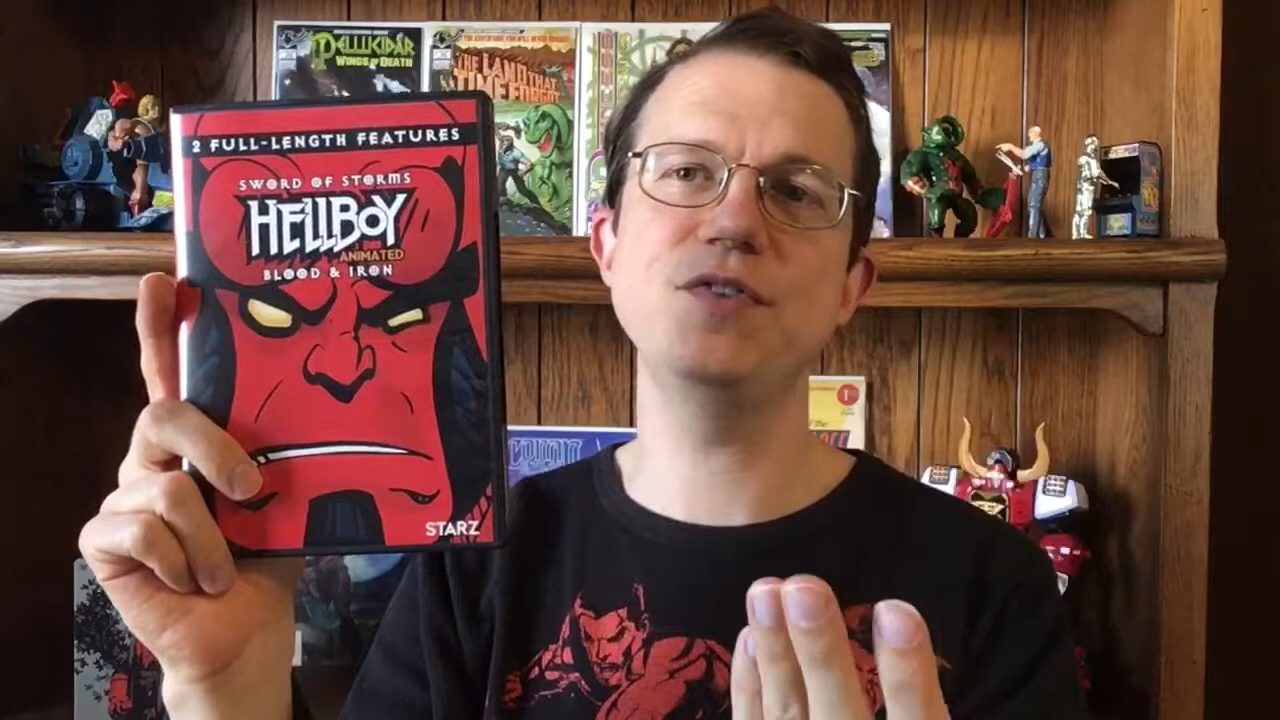 PELLUCIDAR
WINGS OF DEATH
THE LAND THAT
TIME FORGOT
2 FULL-LENGTH FEATURES
SWORD OF STORMS
HELLBOY
ANIMATED
BLOOD & IRON
STARZ